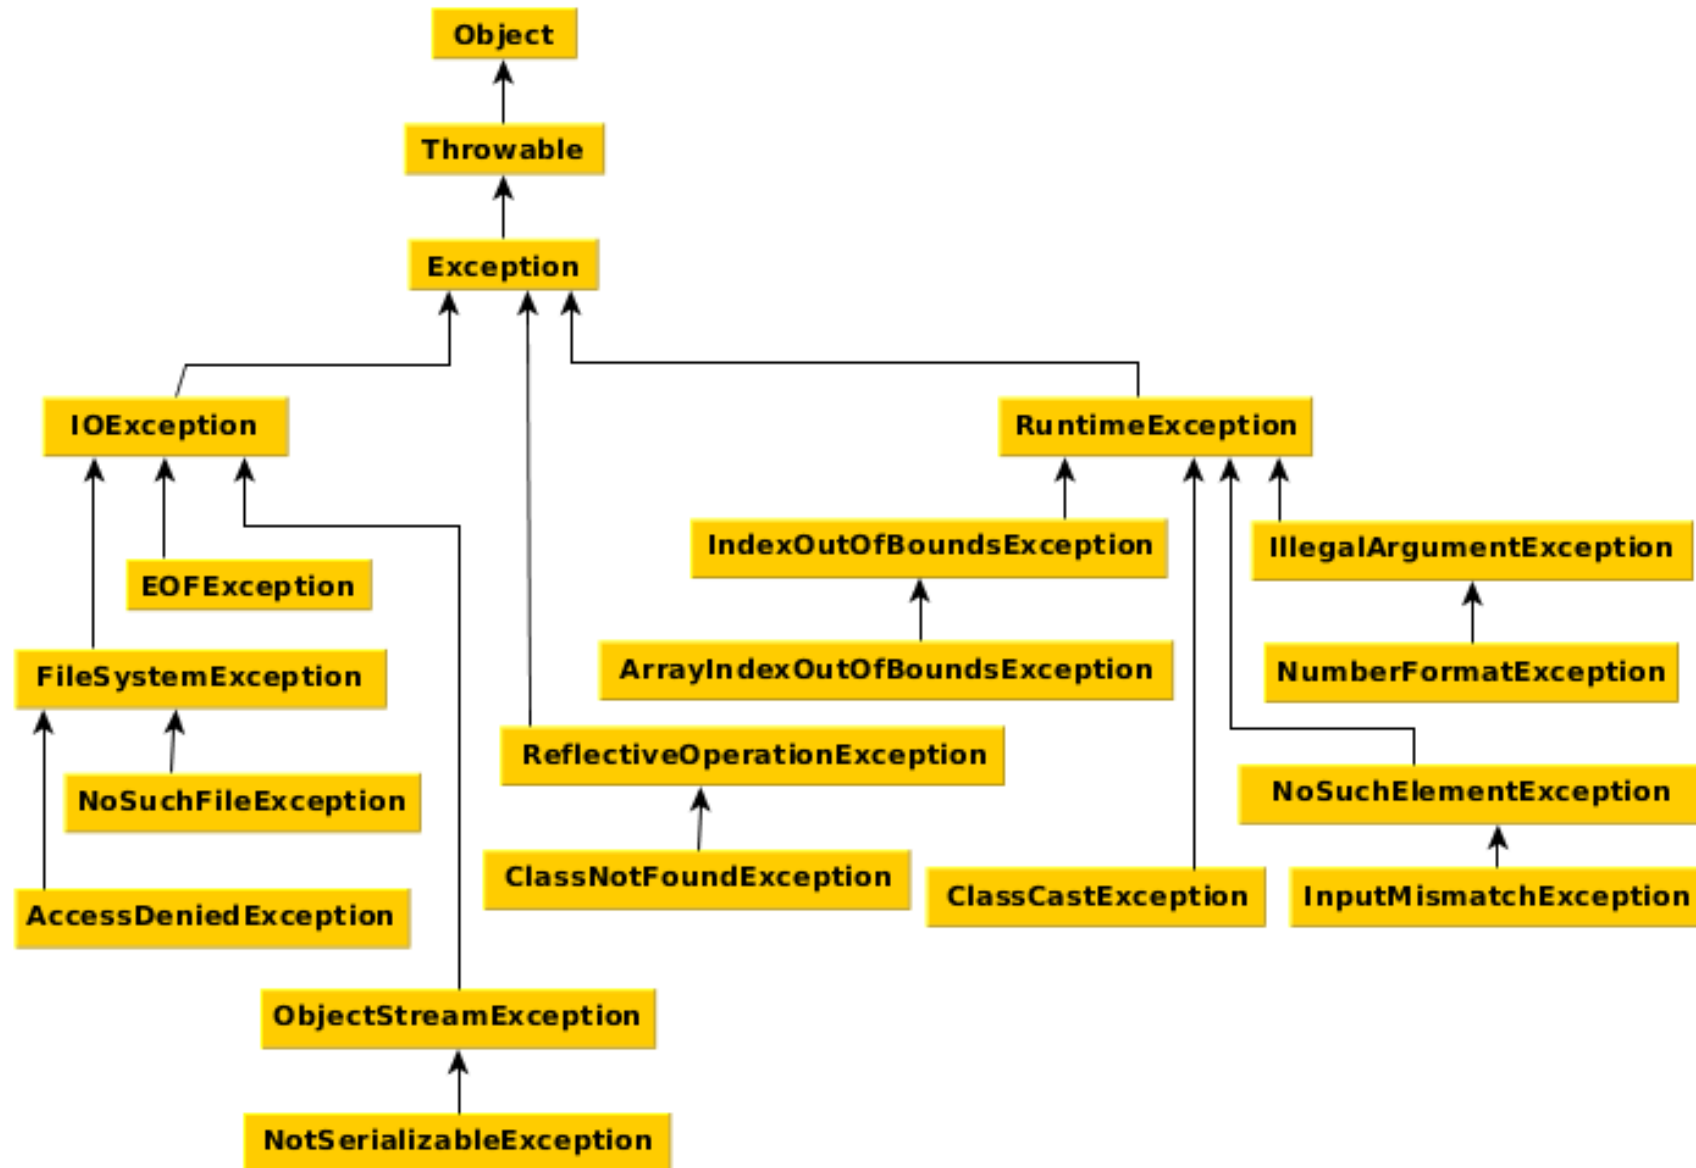 Object
Throwable
Exception
IOException
RuntimeException
IndexOutOfBoundsException
IllegalArgumentException
EOFException
ArrayIndexOutOfBoundsException
NumberFormatException
FileSystemException
ReflectiveOperationException
NoSuchElementException
NoSuchFileException
ClassNotFoundException
ClassCastException
InputMismatchException
AccessDeniedException
ObjectStreamException
NotSerializableException